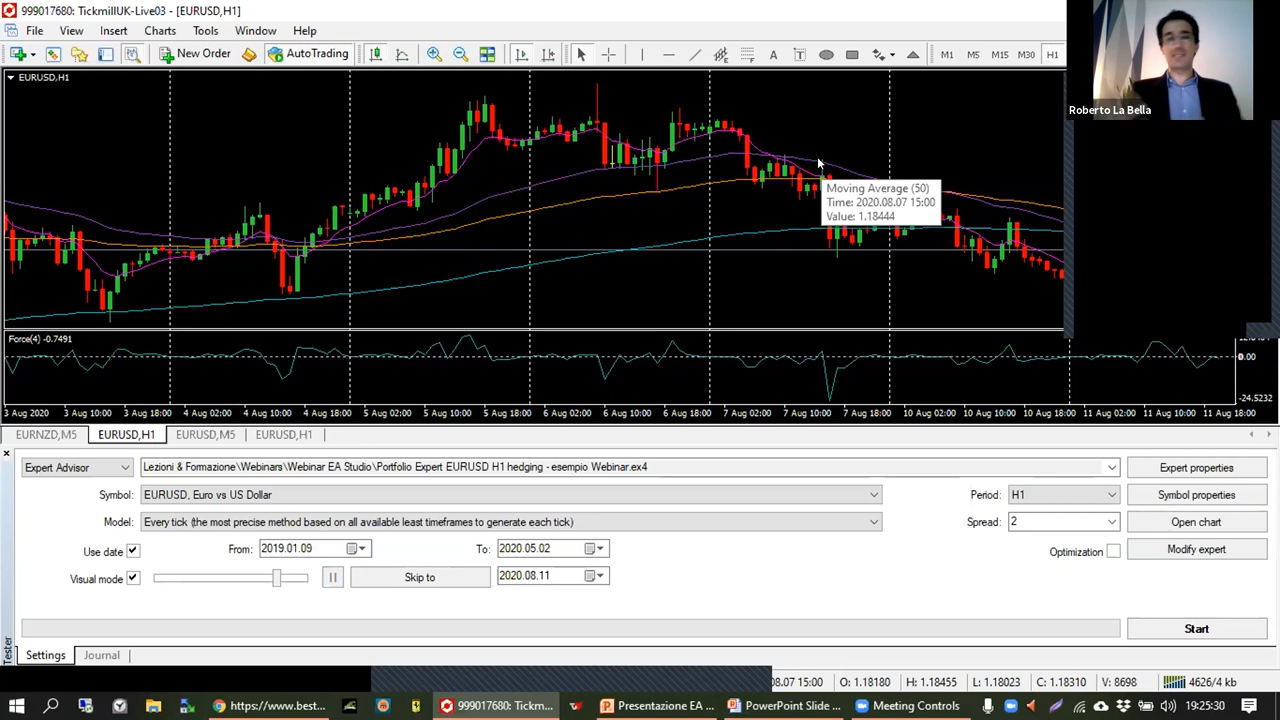 999017680: TickmillUK-Live03 - [EURUSD,H1]
File View Insert Charts Tools Window Help
New Order AutoTrading M1 M5 M15 M30 H1
EURUSD,H1
Roberto La Bella
Moving Average (50)
Time: 2020.08.07 15:00
Value: 1.18444
Force(4) -0.7491
0.00
-24.5232
3 Aug 2020 3 Aug 10:00 3 Aug 18:00 4 Aug 02:00 4 Aug 10:00 4 Aug 18:00 5 Aug 02:00 5 Aug 10:00 5 Aug 18:00 6 Aug 02:00 6 Aug 10:00 6 Aug 18:00 7 Aug 02:00 7 Aug 10:00 7 Aug 18:00 10 Aug 02:00 10 Aug 10:00 10 Aug 18:00 11 Aug 02:00 11 Aug 10:00 11 Aug 18:00
EURNZD,M5 EURUSD,H1 EURUSD,M5 EURUSD,H1
Expert Advisor Lezioni & Formazione\Webinars\Webinar EA Studio\Portfolio Expert EURUSD H1 hedging - esempio Webinar.ex4 Expert properties
Symbol: EURUSD, Euro vs US Dollar Period: H1 Symbol properties
Model: Every tick (the most precise method based on all available least timeframes to generate each tick) Spread: 2 Open chart
Use date From: 2019.01.09 To: 2020.05.02 Optimization Modify expert
Visual mode Skip to 2020.08.11
Start
Tester
Settings Journal
08.07 15:00 O: 1.18180 H: 1.18455 L: 1.18023 C: 1.18310 V: 8698 4626/4 kb
https://www.best... 999017680: Tickm... Presentazione EA ... PowerPoint Slide ... Meeting Controls 19:25:30